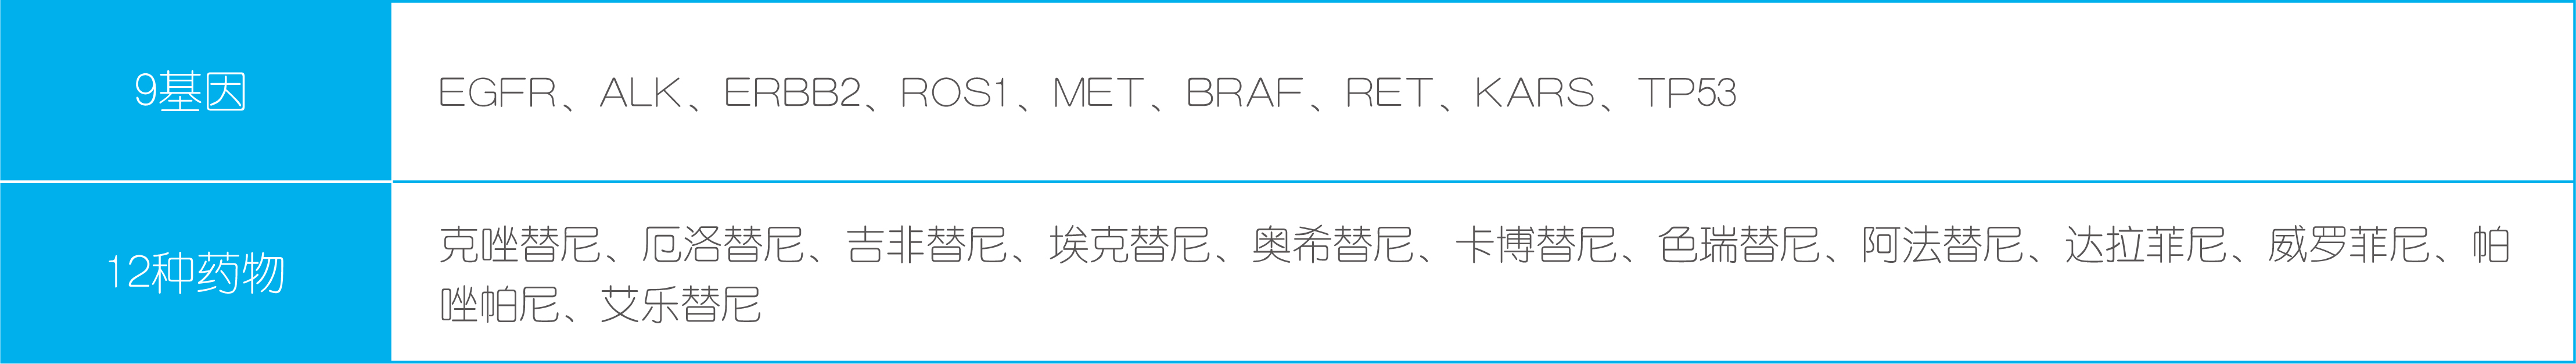 9基因
EGFR、ALK、ERBB2、ROS1、MET、BRAF、RET、KARS、TP53
12种药物
克唑替尼、厄洛替尼、吉非替尼、埃克替尼、奥希替尼、卡博替尼、色瑞替尼、阿法替尼、达拉菲尼、威罗菲尼、帕
唑帕尼、艾乐替尼